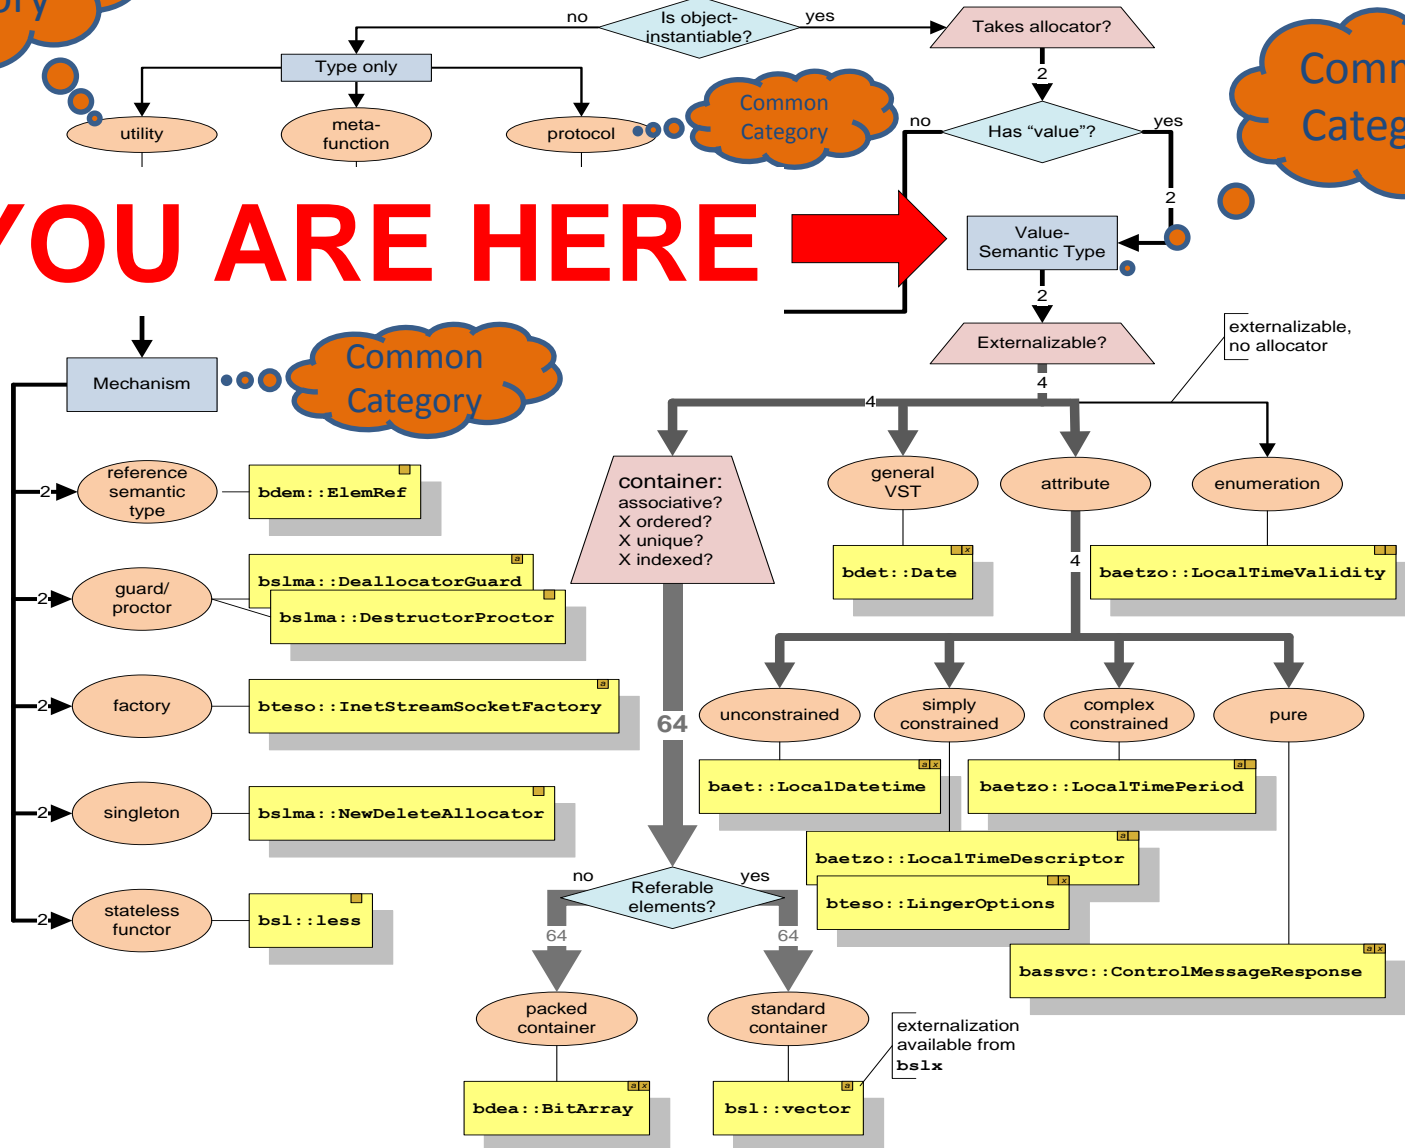 no
Is object-
instantiable?
yes
Takes allocator?
Type only
2
utility
meta-
function
protocol
Common
Category
no
Has “value”?
yes
2
YOU ARE HERE
Value-
Semantic Type
2
Externalizable?
externalizable,
no allocator
4
4
Mechanism
Common
Category
2
reference
semantic
type
bdem::ElemRef
container:
associative?
X ordered?
X unique?
X indexed?
general
VST
attribute
enumeration
a
x
bdet::Date
4
baetzo::LocalTimeValidity
2
guard/
proctor
bslma::DeallocatorGuard
bslma::DestructorProctor
2
factory
a
bteso::InetStreamSocketFactory
64
unconstrained
simply
constrained
complex
constrained
pure
a x
baet::LocalDatetime
a
baetzo::LocalTimePeriod
2
singleton
bslma::NewDeleteAllocator
a
baetzo::LocalTimeDescriptor
x
bteso::LingerOptions
no
Referable
elements?
yes
2
stateless
functor
bsl::less
64
64
a x
bassvc::ControlMessageResponse
packed
container
standard
container
externalization
available from
bslx
a x
bdea::BitArray
a
bsl::vector